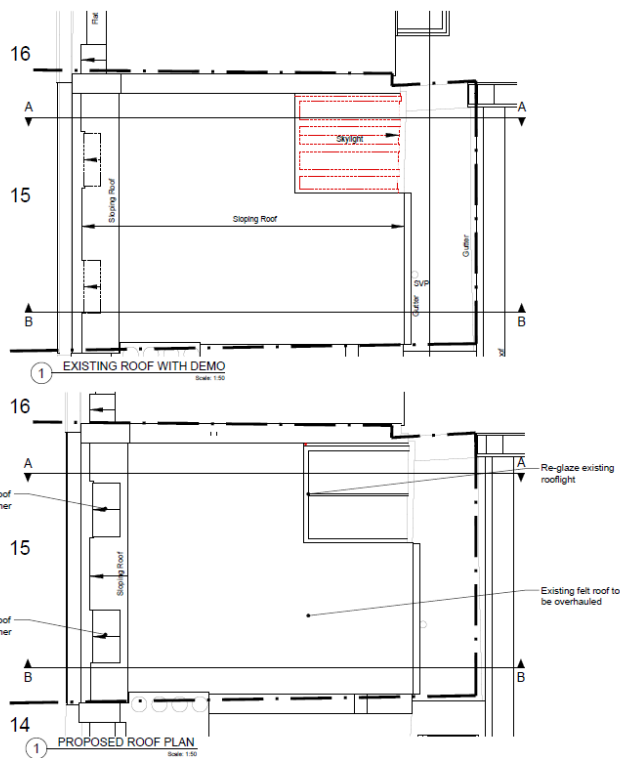 16
Flat
A
A
Skylight
15
Sloping Roof
Sloping Roof
Gutter
SVP
Gutter
B
B
1
EXISTING ROOF WITH DEMO
Scale: 1:50
16
A
A
Re-glaze existing
rooflight
15
Sloping Roof
Existing felt roof to
be overhauled
B
B
14
1
PROPOSED ROOF PLAN
Scale: 1:50